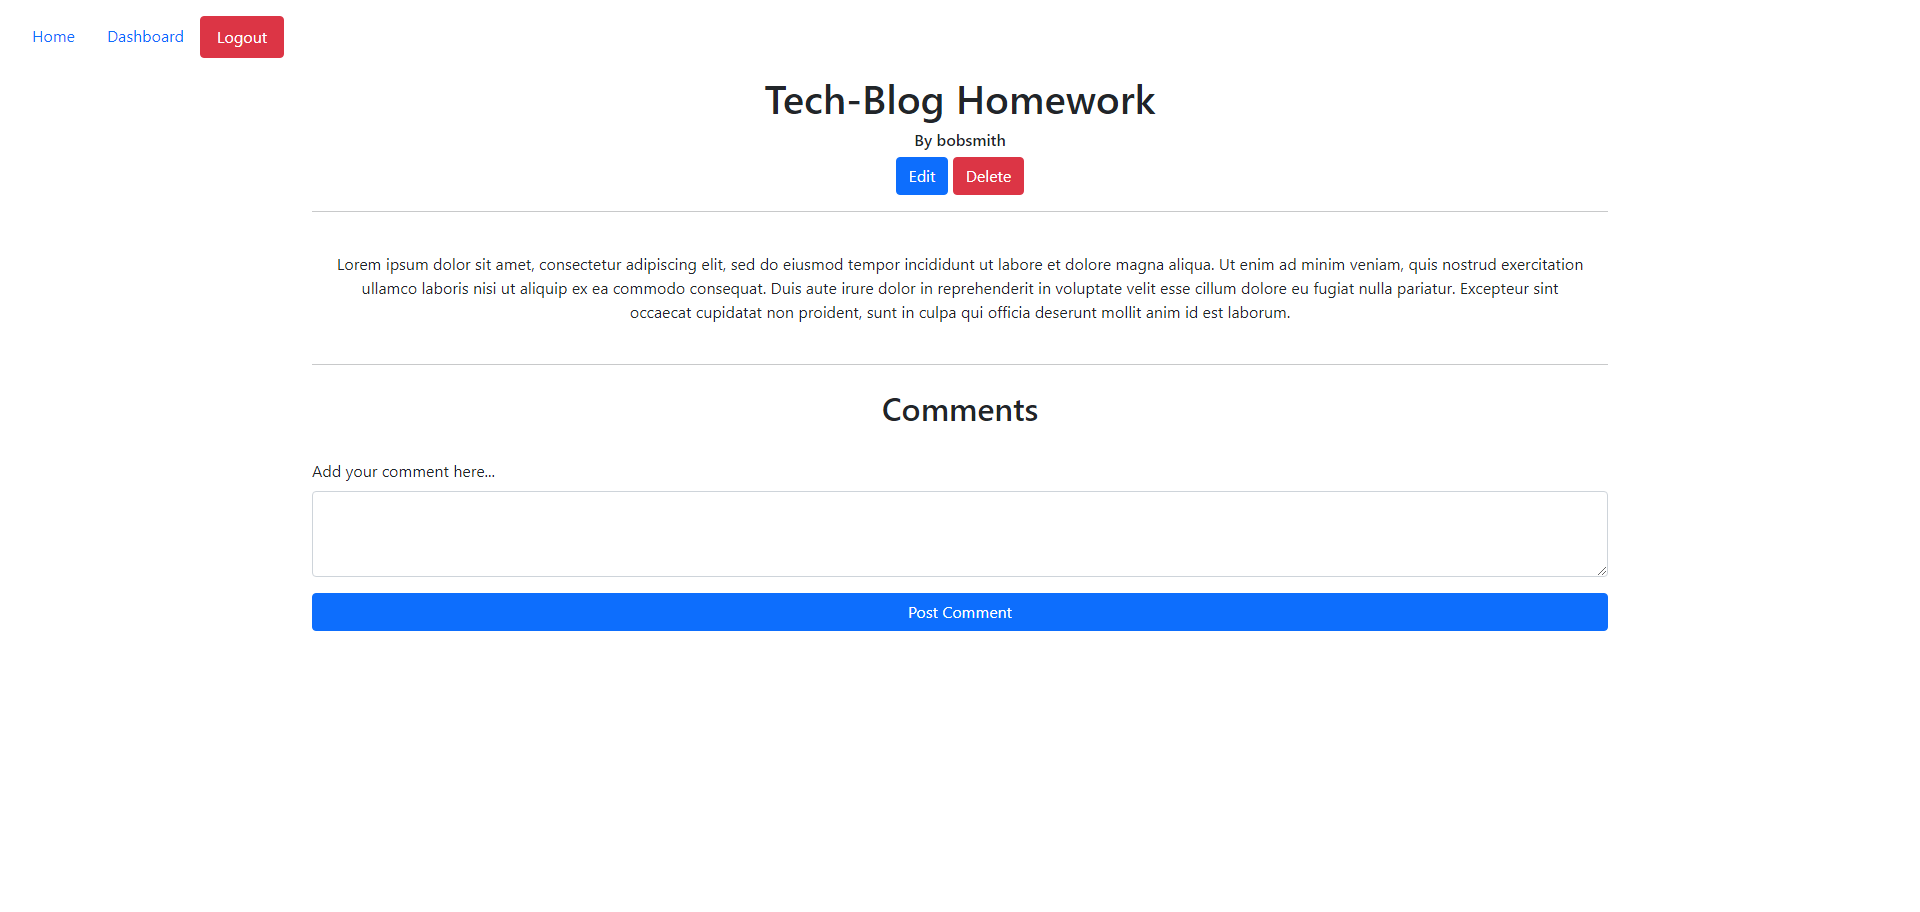 Home Dashboard Logout
Tech-Blog Homework
By bobsmith
Edit Delete
Lorem ipsum dolor sit amet, consectetur adipiscing elit, sed do eiusmod tempor incididunt ut labore et dolore magna aliqua. Ut enim ad minim veniam, quis nostrud exercitation
ullamco laboris nisi ut aliquip ex ea commodo consequat. Duis aute irure dolor in reprehenderit in voluptate velit esse cillum dolore eu fugiat nulla pariatur. Excepteur sint
occaecat cupidatat non proident, sunt in culpa qui officia deserunt mollit anim id est laborum.
Comments
Add your comment here...
Post Comment